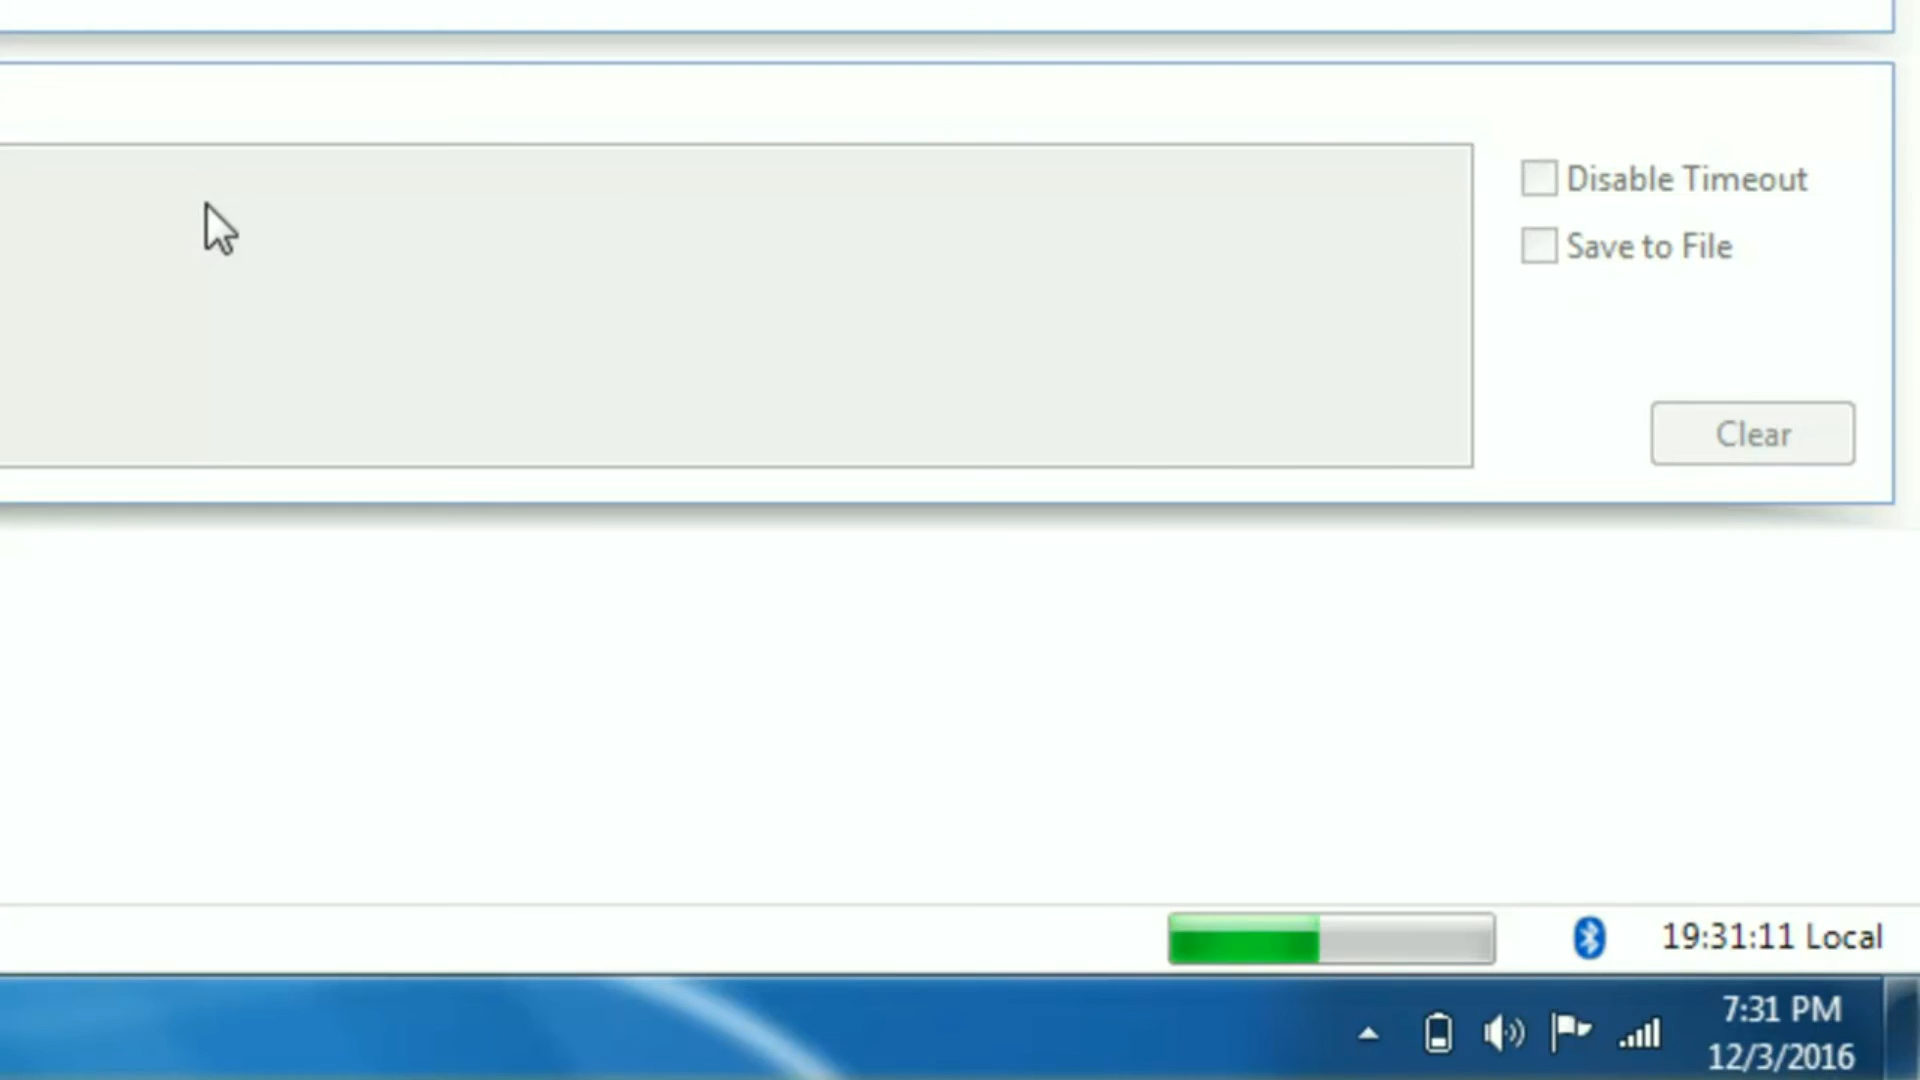 Disable Timeout
Save to File
Clear
19:31:11 Local
7:31 PM
12/3/2016